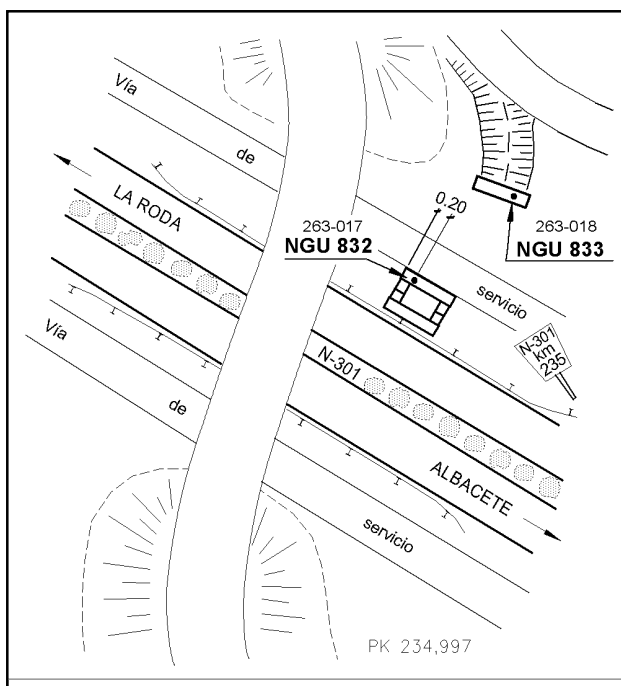 Vía
de
LA RODA
0.20
263-017
NGU 832
263-018
NGU 833
servicio
N-301
km
235
Vía
de
N-301
ALBACETE
servicio
PK 234,997